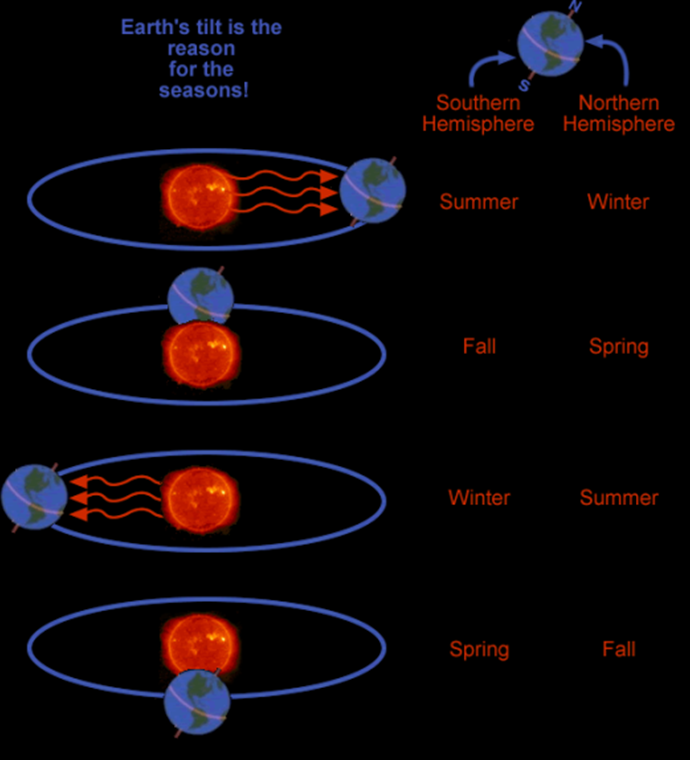 Earth's tilt is the
reason
for the
seasons!
N
S
Southern
Hemisphere
Northern
Hemisphere
Summer
Winter
Fall
Spring
Winter
Summer
Spring
Fall